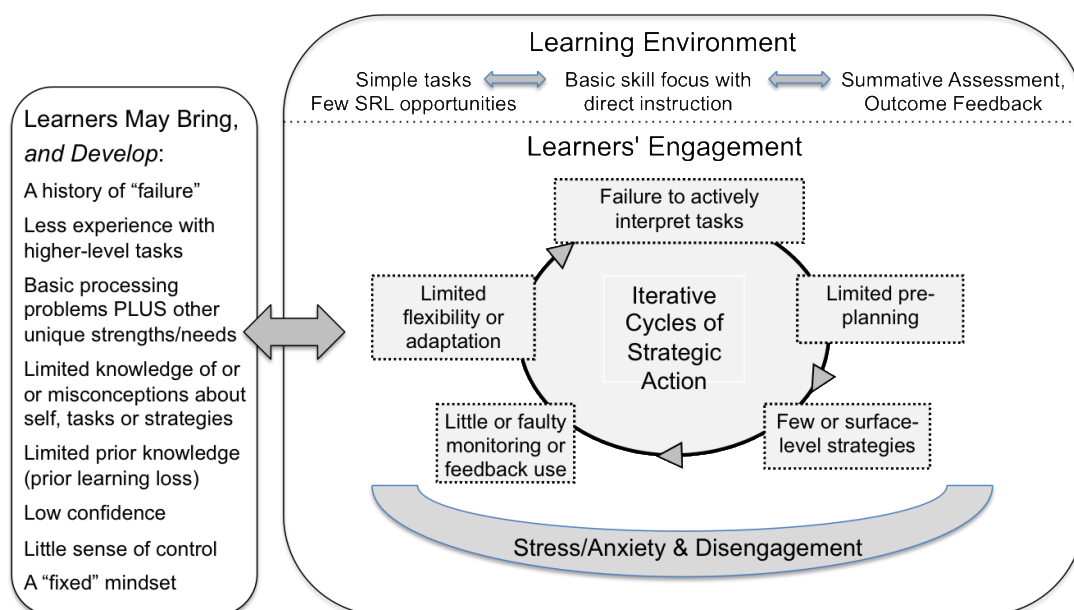 Learning Environment
Simple tasks
Few SRL opportunities
Basic skill focus with
direct instruction
Summative Assessment,
Outcome Feedback
Learners May Bring,
and Develop:
A history of “failure”
Less experience with
higher-level tasks
Basic processing
problems PLUS other
unique strengths/needs
Limited knowledge of or
or misconceptions about
self, tasks or strategies
Limited prior knowledge
(prior learning loss)
Low confidence
Little sense of control
A “fixed” mindset
Learners' Engagement
Failure to actively
interpret tasks
Limited pre-
planning
Few or surface-
level strategies
Little or faulty
monitoring or
feedback use
Limited
flexibility or
adaptation
Iterative
Cycles of
Strategic
Action
Stress/Anxiety & Disengagement